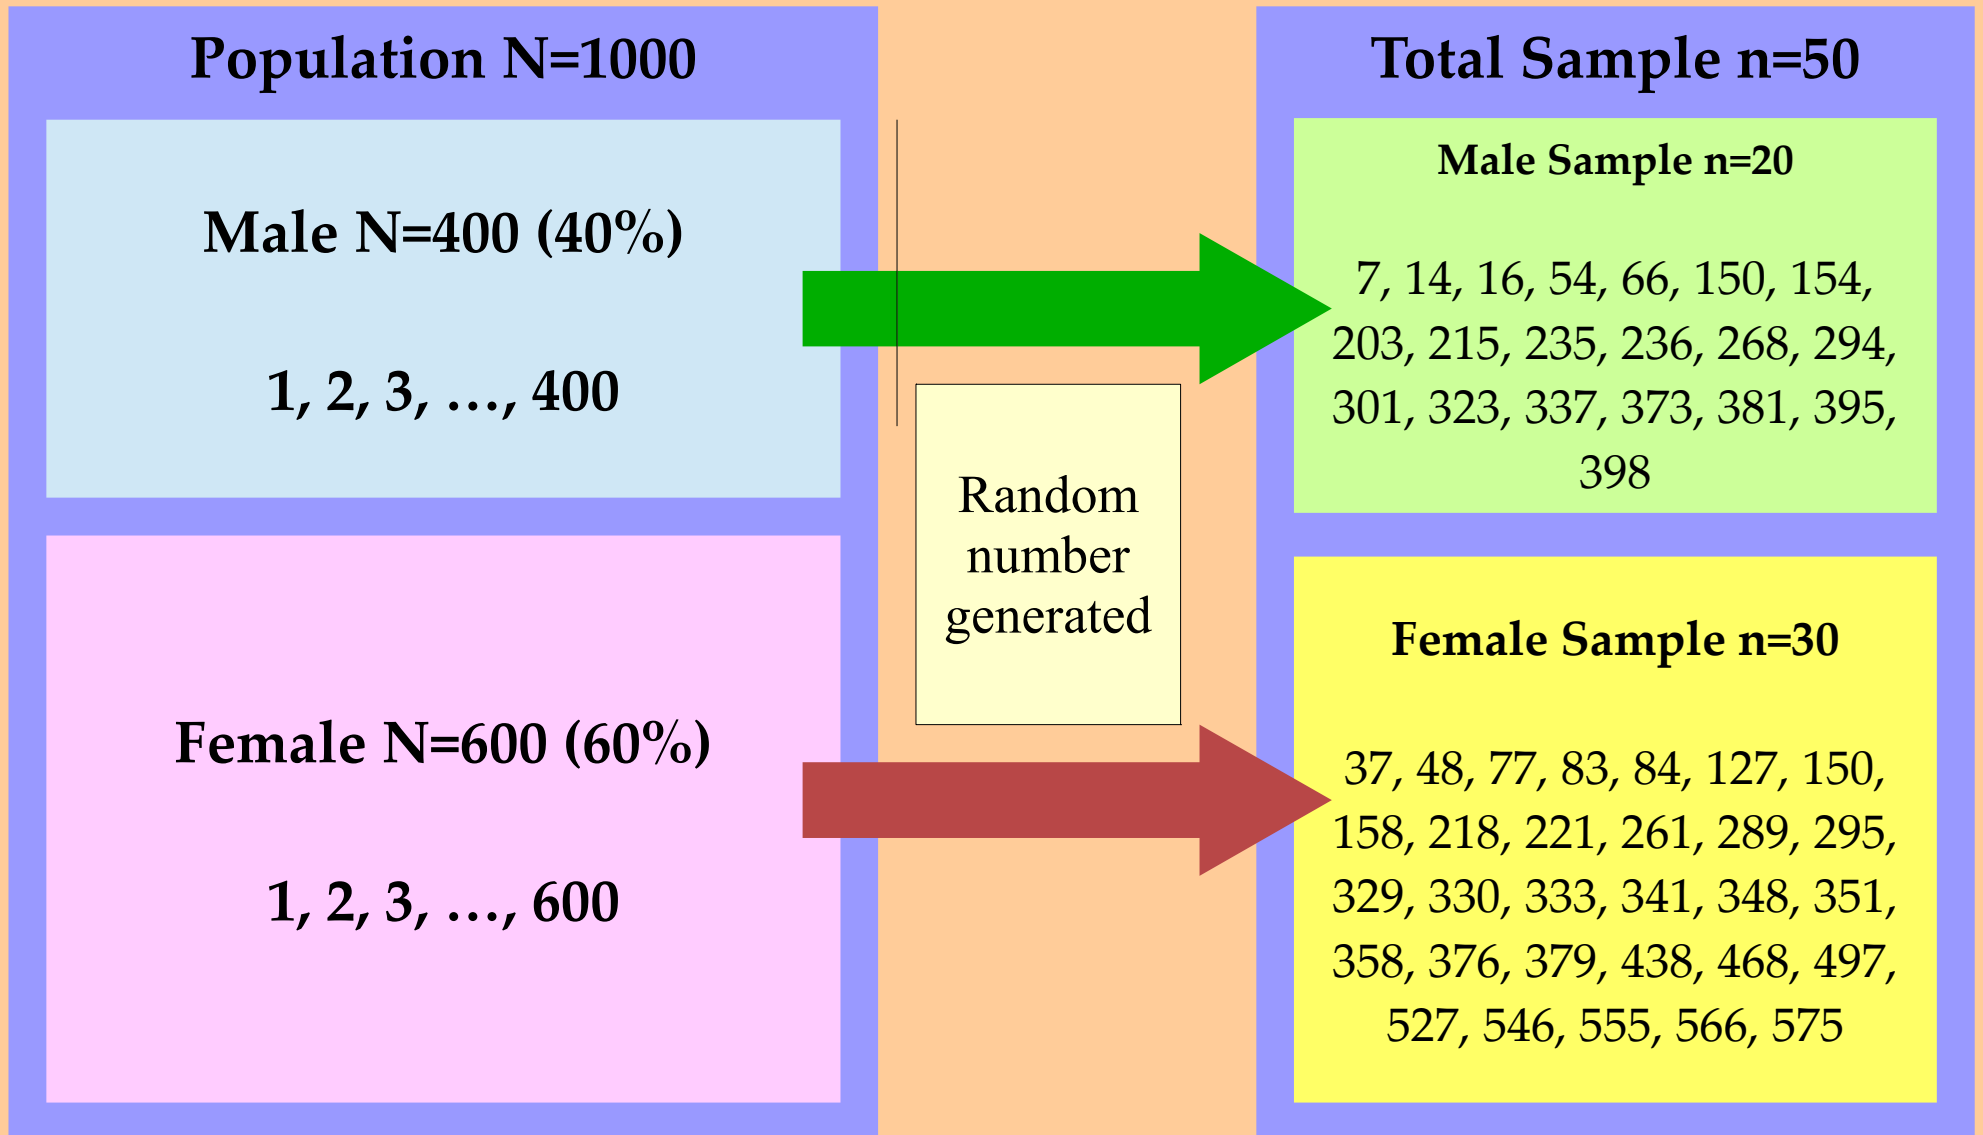 Population N=1000
Male N=400 (40%)
1, 2, 3, …, 400
Female N=600 (60%)
1, 2, 3, …, 600
Random
number
generated
Total Sample n=50
Male Sample n=20
7, 14, 16, 54, 66, 150, 154,
203, 215, 235, 236, 268, 294,
301, 323, 337, 373, 381, 395,
398
Female Sample n=30
37, 48, 77, 83, 84, 127, 150,
158, 218, 221, 261, 289, 295,
329, 330, 333, 341, 348, 351,
358, 376, 379, 438, 468, 497,
527, 546, 555, 566, 575